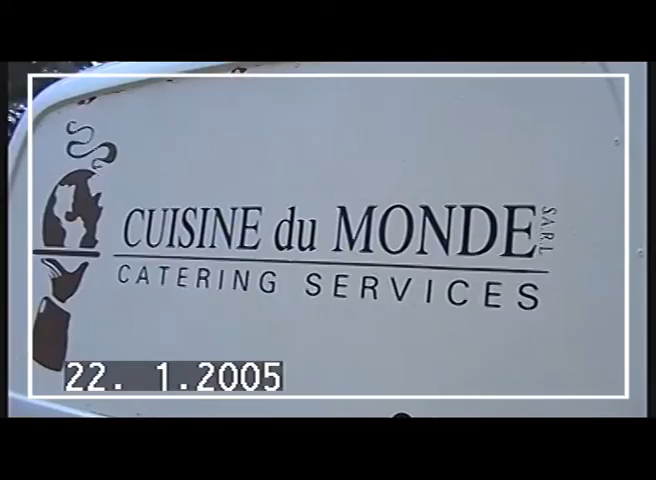 CUISINE du MONDE S.A.R.L
CATERING SERVICES
22. 1.2005